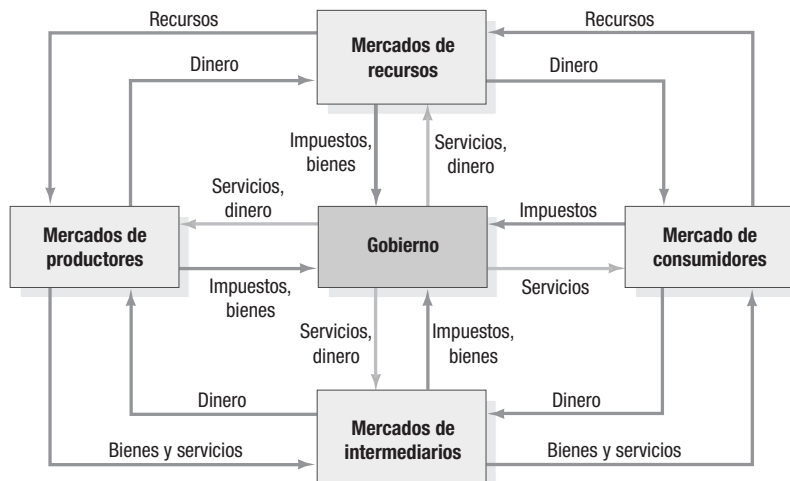 Recursos
Recursos
Mercados de
recursos
Dinero
Dinero
Impuestos,
bienes
Servicios,
dinero
Servicios,
dinero
Impuestos
Mercados de
productores
Gobierno
Mercado de
consumidores
Impuestos,
bienes
Servicios
Servicios,
dinero
Impuestos,
bienes
Dinero
Dinero
Mercados de
intermediarios
Bienes y servicios
Bienes y servicios